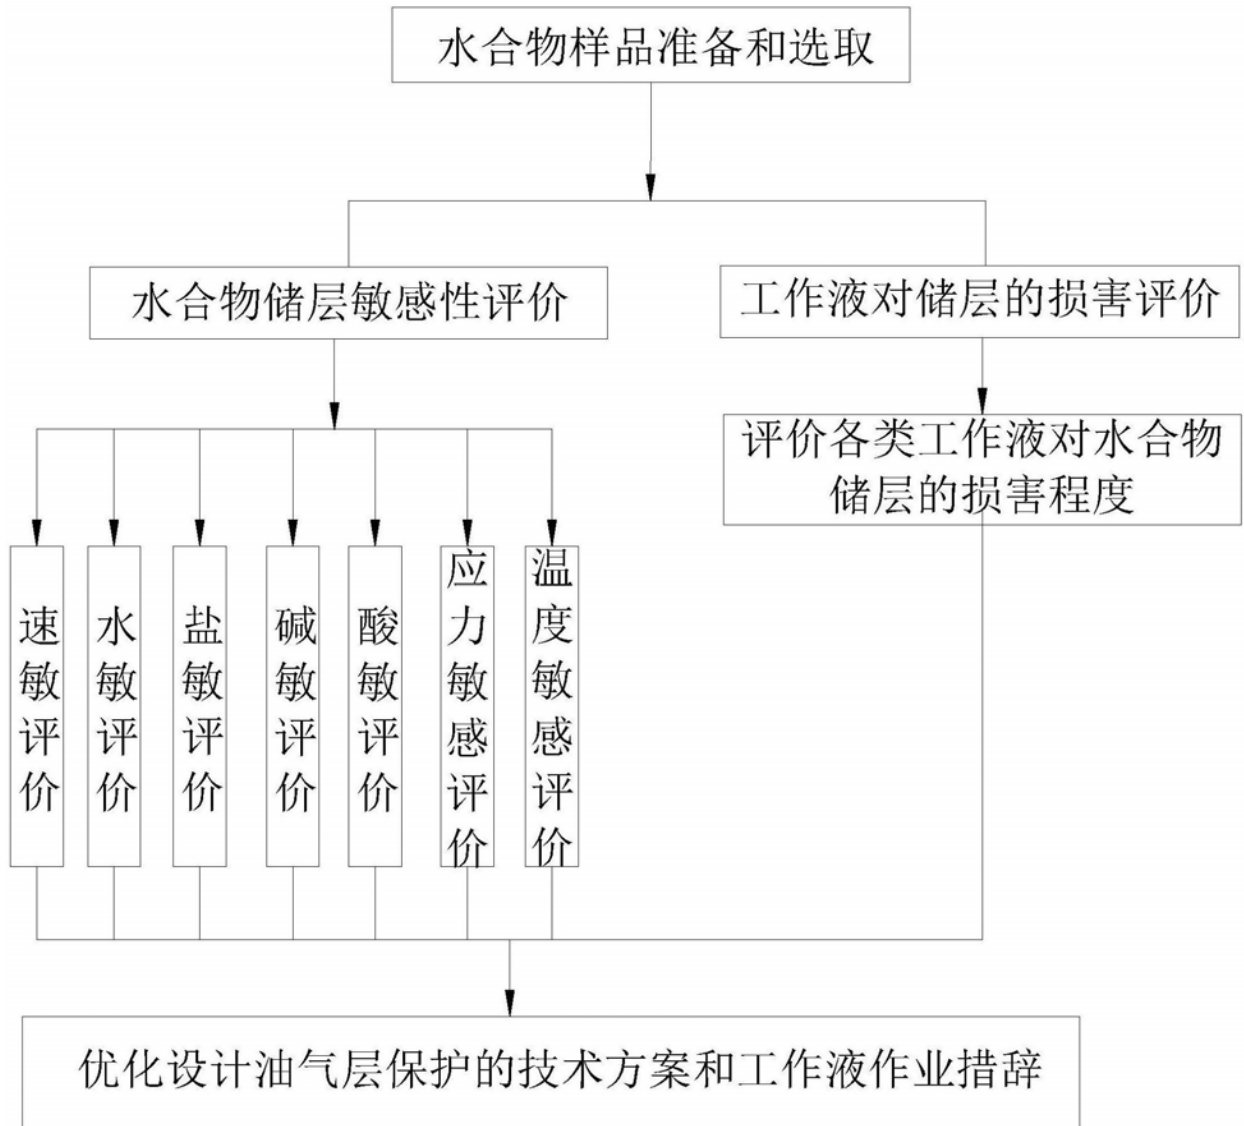 水合物样品准备和选取
水合物储层敏感性评价
工作液对储层的损害评价
评价各类工作液对水合物
储层的损害程度
速敏评价
水敏评价
盐敏评价
碱敏评价
酸敏评价
应力敏感评价
温度敏感评价
优化设计油气层保护的技术方案和工作液作业措辞